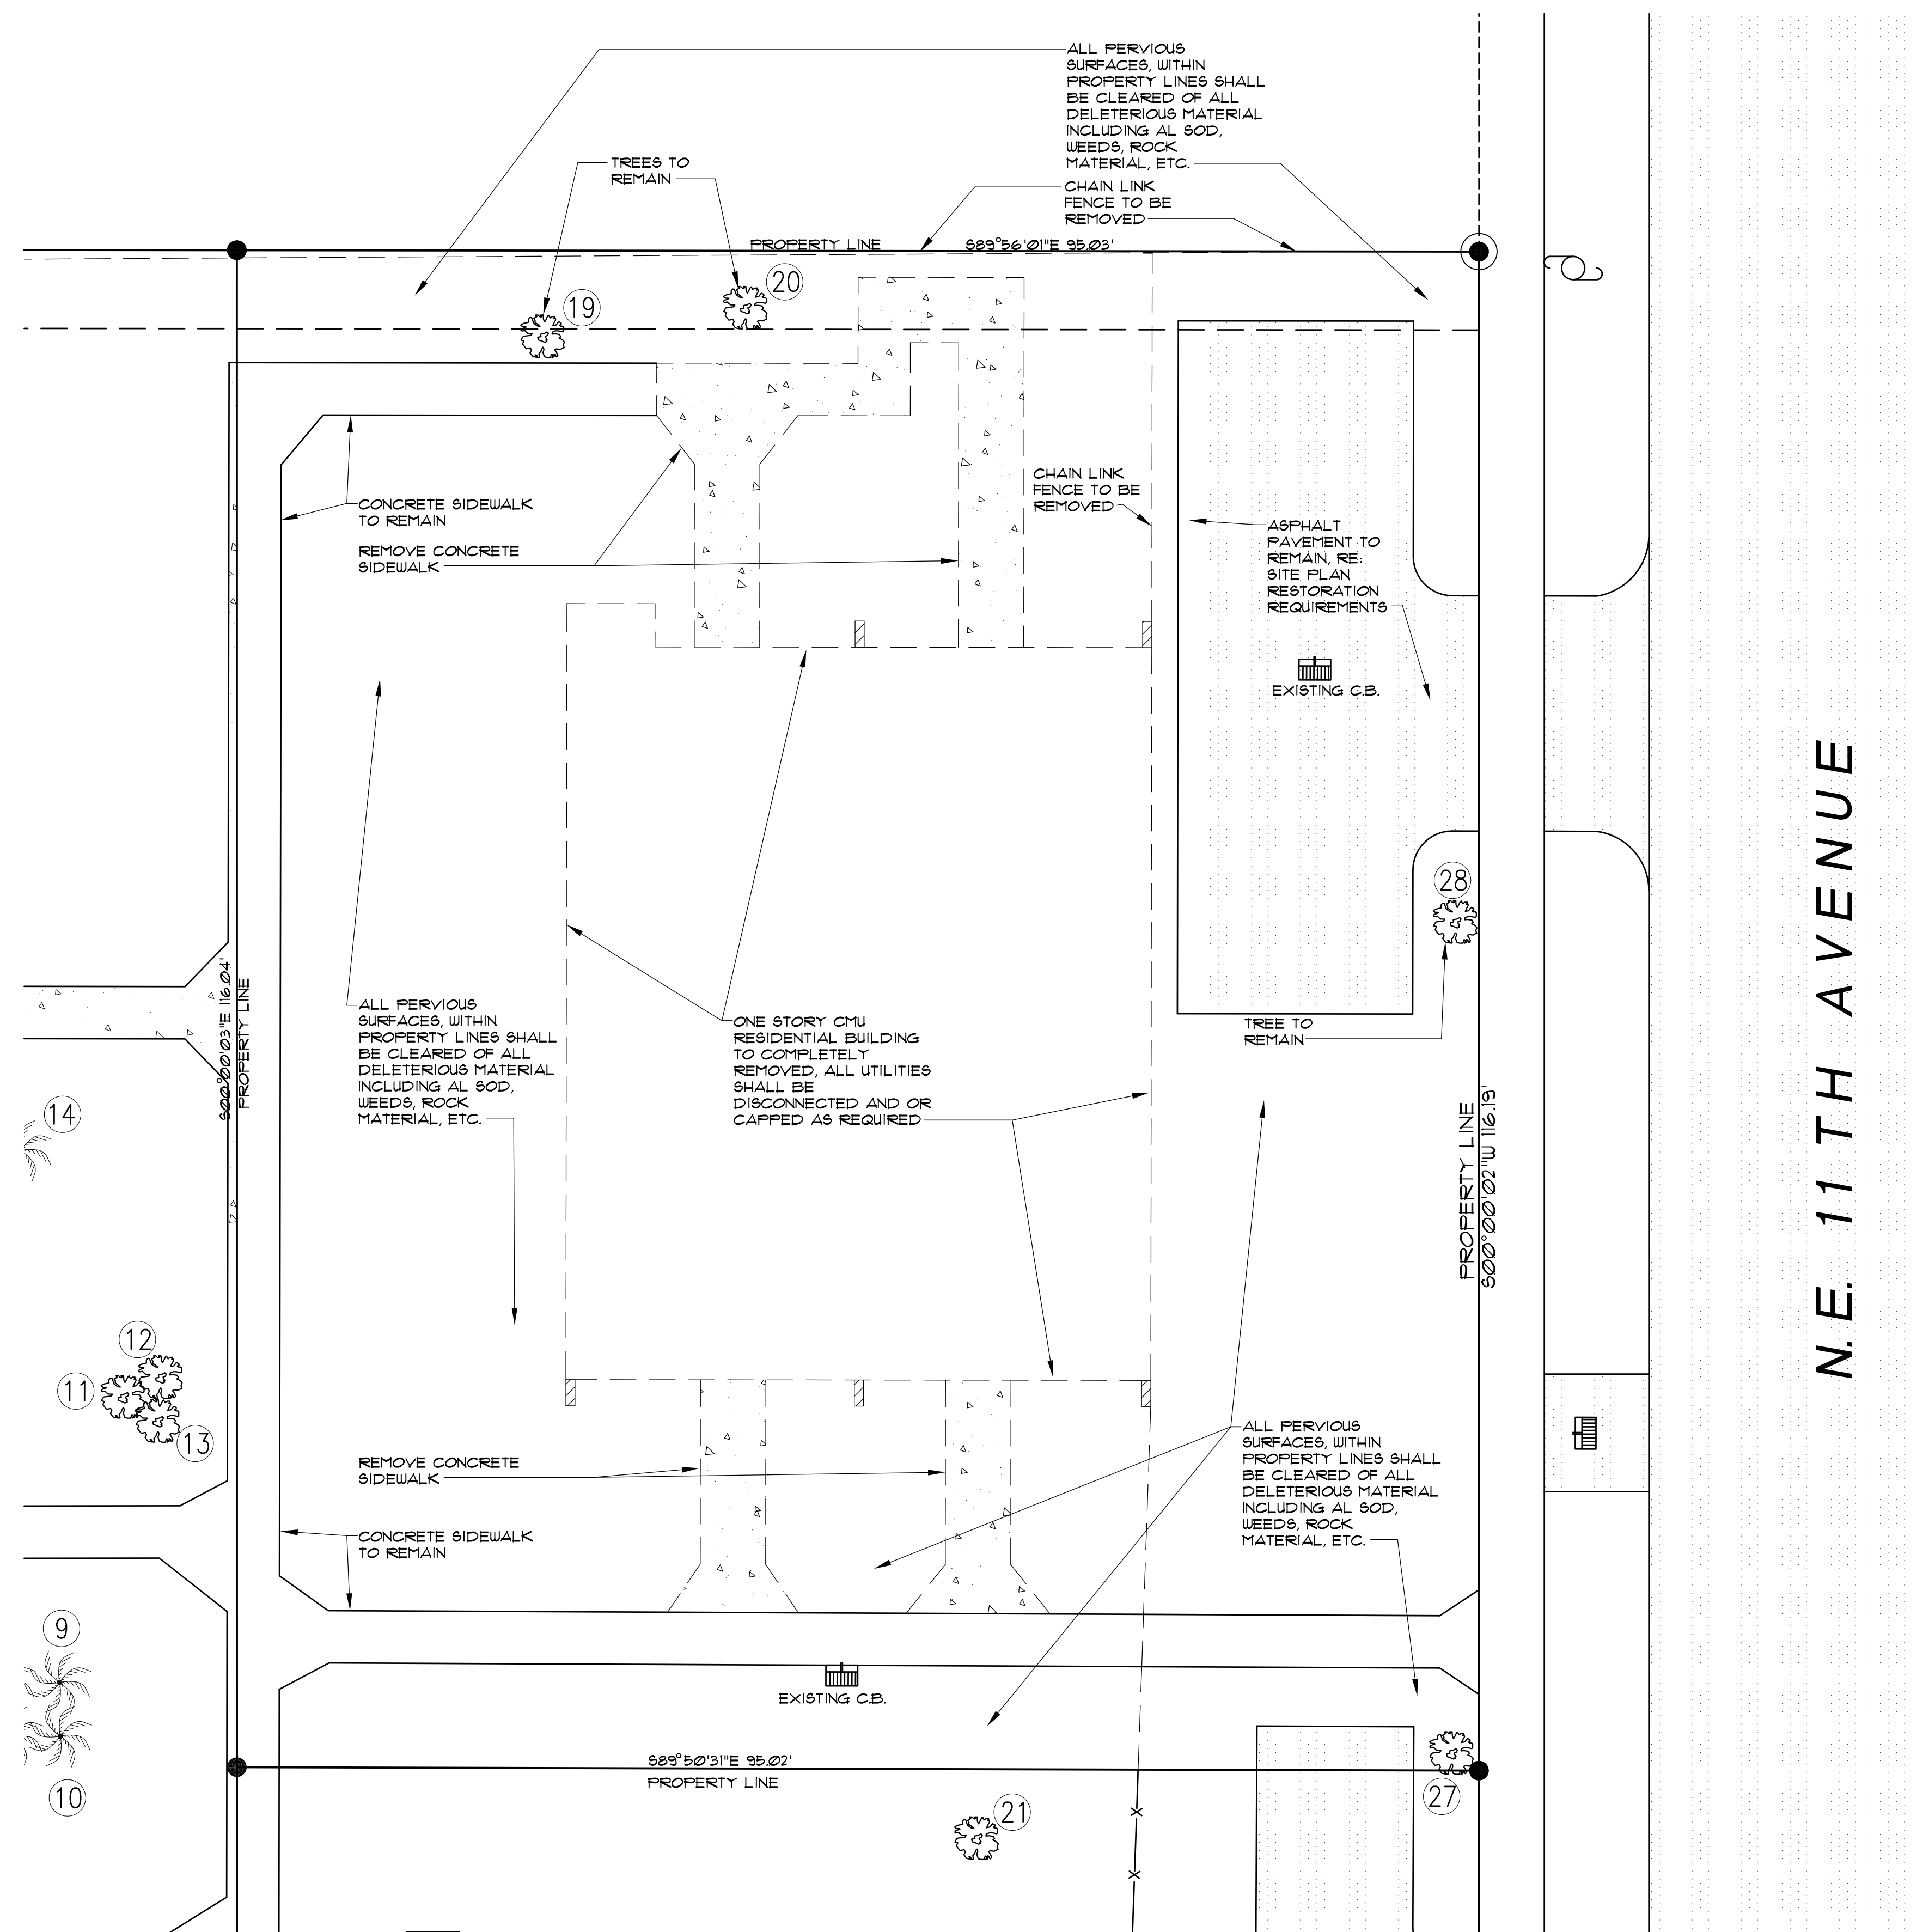 ALL PERVIOUS
SURFACES, WITHIN
PROPERTY LINES SHALL
BE CLEARED OF ALL
DELETERIOUS MATERIAL
INCLUDING AL SOD,
WEEDS, ROCK
MATERIAL, ETC.
TREES TO
REMAIN
CHAIN LINK
FENCE TO BE
REMOVED
PROPERTY LINE S89°56'01"E 95.03'
20
19
CHAIN LINK
FENCE TO BE
REMOVED
CONCRETE SIDEWALK
TO REMAIN
REMOVE CONCRETE
SIDEWALK
ASPHALT
PAVEMENT TO
REMAIN, RE:
SITE PLAN
RESTORATION
REQUIREMENTS
EXISTING C.B.
N.E. 11TH AVENUE
28
S00°00'03"E 116.04'
PROPERTY LINE
ALL PERVIOUS
SURFACES, WITHIN
PROPERTY LINES SHALL
BE CLEARED OF ALL
DELETERIOUS MATERIAL
INCLUDING AL SOD,
WEEDS, ROCK
MATERIAL, ETC.
ONE STORY CMU
RESIDENTIAL BUILDING
TO COMPLETELY
REMOVED, ALL UTILITIES
SHALL BE
DISCONNECTED AND OR
CAPPED AS REQUIRED
TREE TO
REMAIN
PROPERTY LINE
S00°00'02"W 116.19'
14
12
11
13
ALL PERVIOUS
SURFACES, WITHIN
PROPERTY LINES SHALL
BE CLEARED OF ALL
DELETERIOUS MATERIAL
INCLUDING AL SOD,
WEEDS, ROCK
MATERIAL, ETC.
REMOVE CONCRETE
SIDEWALK
CONCRETE SIDEWALK
TO REMAIN
9
10
EXISTING C.B.
S89°50'31"E 95.02'
PROPERTY LINE
27
21
X
X